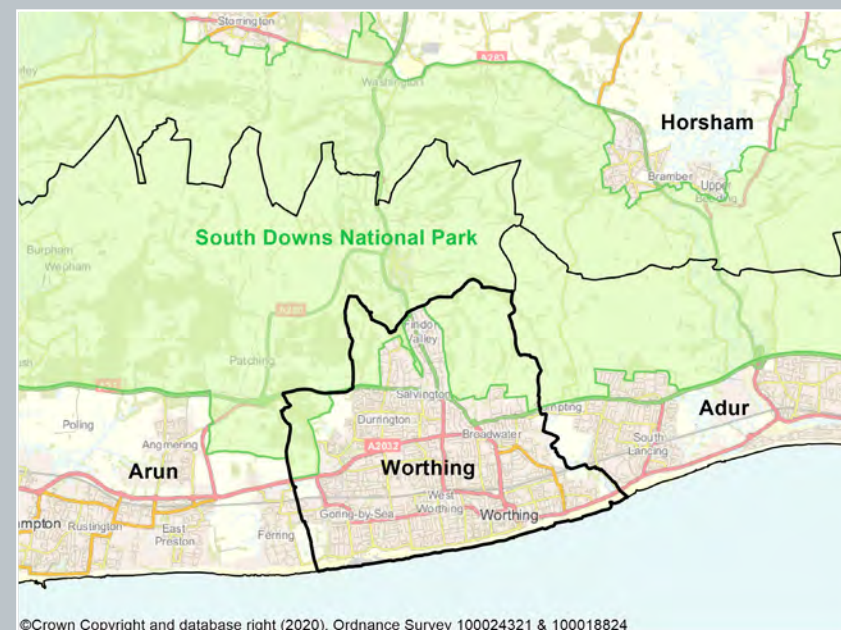 Storrington
A283
Washington
Horsham
Bramber
Upper
Beeding
South Downs National Park
Burpham
Wepham
A280
Findon
Valley
Patching
A27
Salvington
Poling
Durrington
Adur
Angmering
Broadwater
South
Lancing
A2032
Arun
Worthing
West
Worthing
Goring-by-Sea
Worthing
Rustington
East
Preston
Ferring
©Crown Copyright and database right (2020). Ordnance Survey 100024321 & 100018824